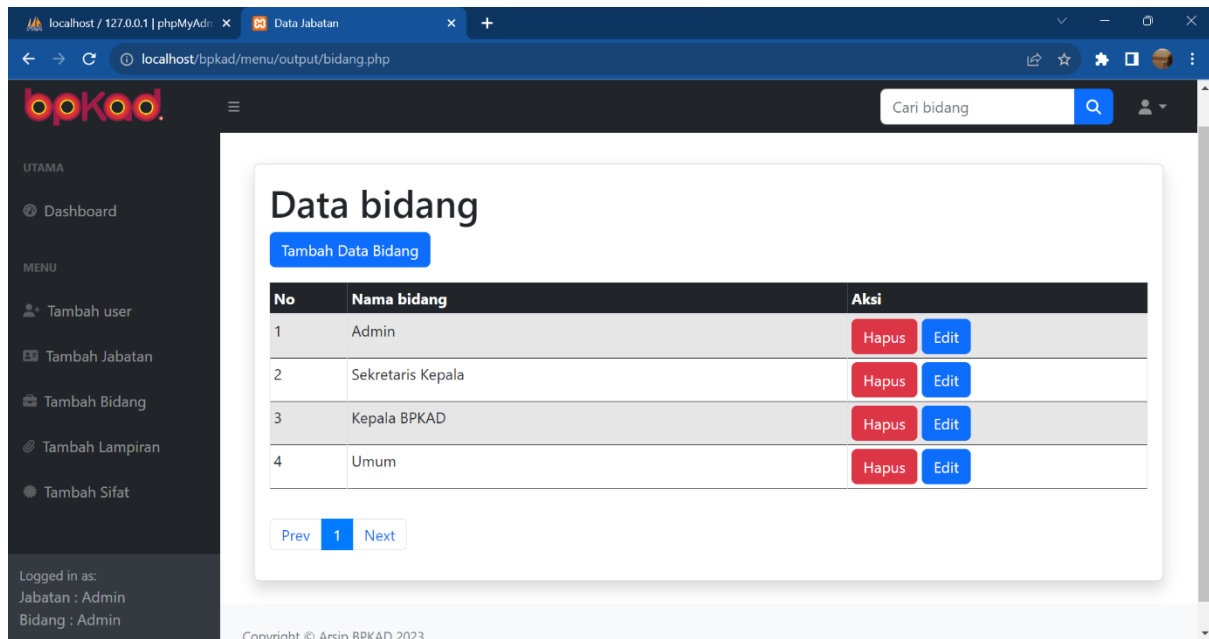 localhost / 127.0.0.1 | phpMyAdm
Data Jabatan
localhost/bpkad/menu/output/bidang.php
bpkad.
Cari bidang
UTAMA
Dashboard
MENU
Tambah user
Tambah Jabatan
Tambah Bidang
Tambah Lampiran
Tambah Sifat
Logged in as:
Jabatan : Admin
Bidang : Admin
Data bidang
Tambah Data Bidang
No Nama bidang Aksi
1 Admin Hapus Edit
2 Sekretaris Kepala Hapus Edit
3 Kepala BPKAD Hapus Edit
4 Umum Hapus Edit
Prev 1 Next
Copyright © Arsip BPKAD 2023